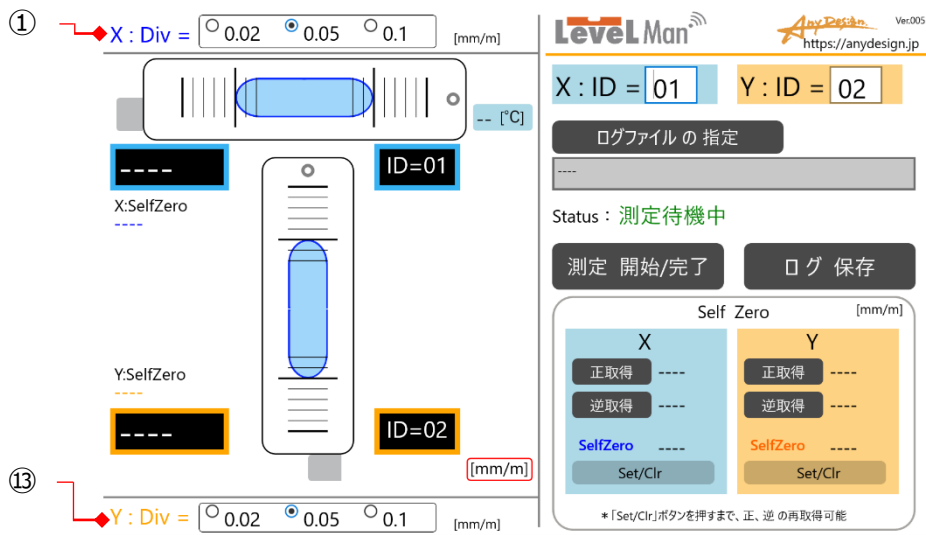 ①
X : Div = 0.02 0.05 0.1 [mm/m]
-- [°C]
---- ID=01
X:SelfZero
----
Y:SelfZero
----
---- ID=02
[mm/m]
⑬
Y : Div = 0.02 0.05 0.1 [mm/m]
LeveL Man
Any Design. Ver.005
https://anydesign.jp
X : ID = 01 Y : ID = 02
ログファイル の 指定
----
Status : 測定待機中
測定 開始/完了 ログ 保存
Self Zero [mm/m]
X Y
正取得 ---- 正取得 ----
逆取得 ---- 逆取得 ----
SelfZero ---- SelfZero ----
Set/Clr Set/Clr
*「Set/Clr」ボタンを押すまで、正、逆 の再取得可能